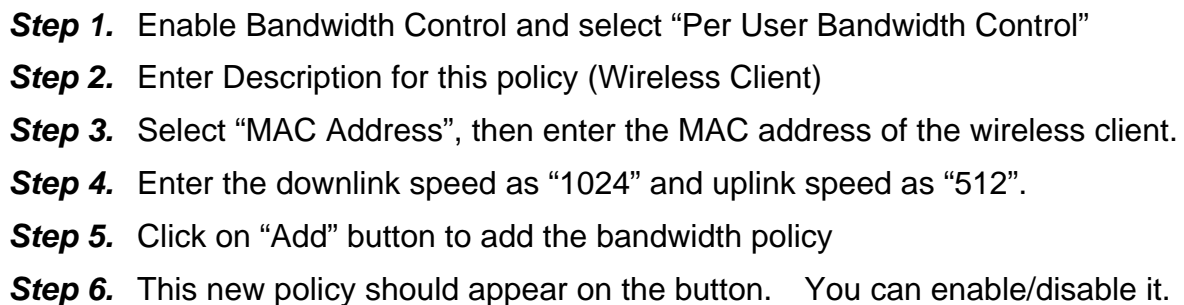 Step 1. Enable Bandwidth Control and select “Per User Bandwidth Control”
Step 2. Enter Description for this policy (Wireless Client)
Step 3. Select “MAC Address”, then enter the MAC address of the wireless client.
Step 4. Enter the downlink speed as “1024” and uplink speed as “512”.
Step 5. Click on “Add” button to add the bandwidth policy
Step 6. This new policy should appear on the button. You can enable/disable it.